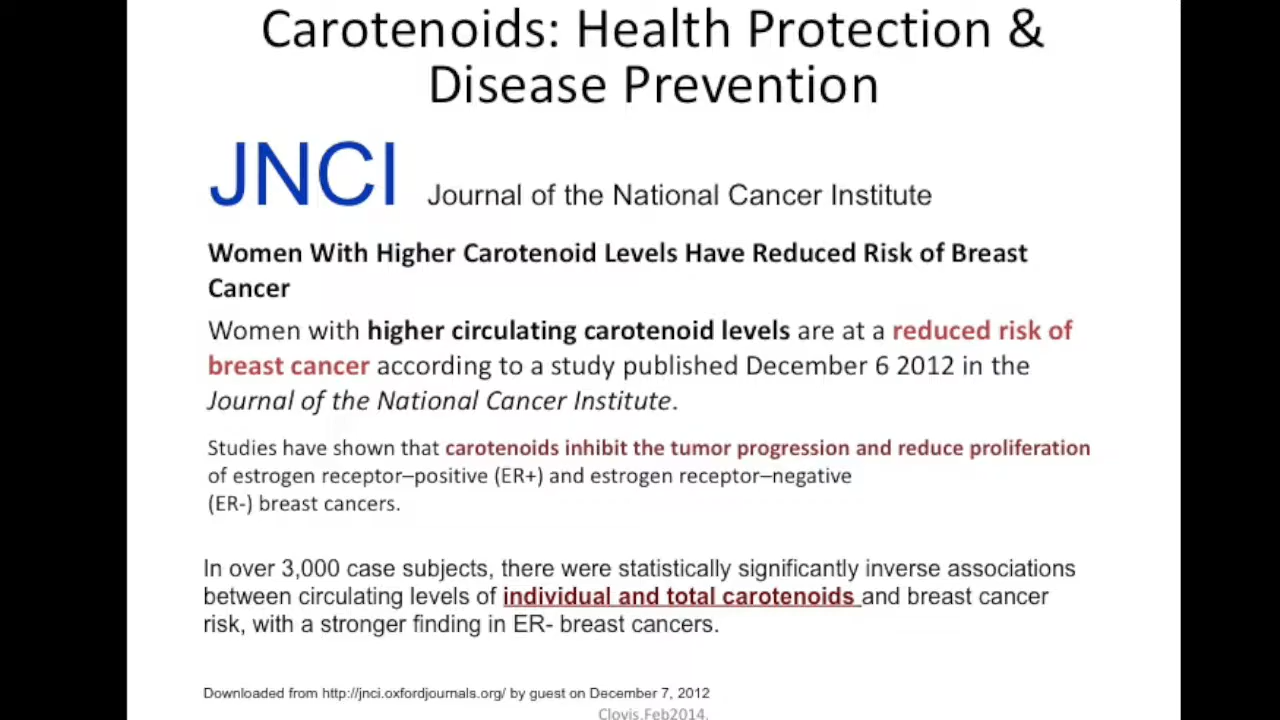 Carotenoids: Health Protection &
Disease Prevention
JNCI Journal of the National Cancer Institute
Women With Higher Carotenoid Levels Have Reduced Risk of Breast
Cancer
Women with higher circulating carotenoid levels are at a reduced risk of
breast cancer according to a study published December 6 2012 in the
Journal of the National Cancer Institute.
Studies have shown that carotenoids inhibit the tumor progression and reduce proliferation
of estrogen receptor–positive (ER+) and estrogen receptor–negative
(ER-) breast cancers.
In over 3,000 case subjects, there were statistically significantly inverse associations
between circulating levels of individual and total carotenoids and breast cancer
risk, with a stronger finding in ER- breast cancers.
Downloaded from http://jnci.oxfordjournals.org/ by guest on December 7, 2012
Clovis.Feb2014.